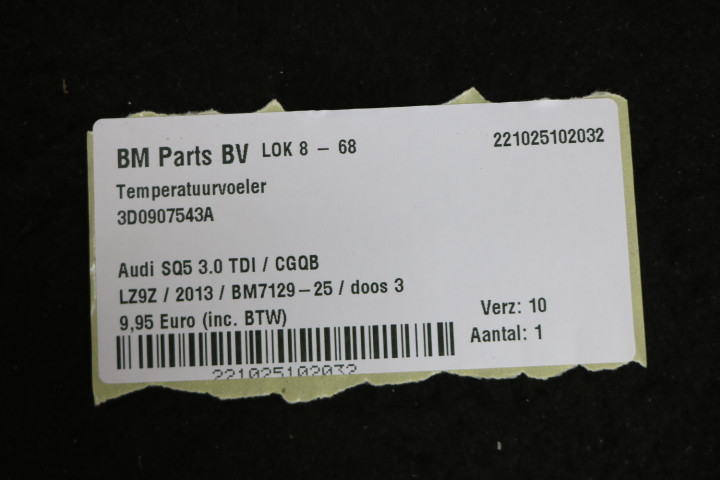 BM Parts BV LOK 8 – 68 221025102032
Temperatuurvoeler
3D0907543A
Audi SQ5 3.0 TDI / CGQB
LZ9Z / 2013 / BM7129–25 / doos 3
9,95 Euro (inc. BTW) Verz: 10
Aantal: 1
221025102032